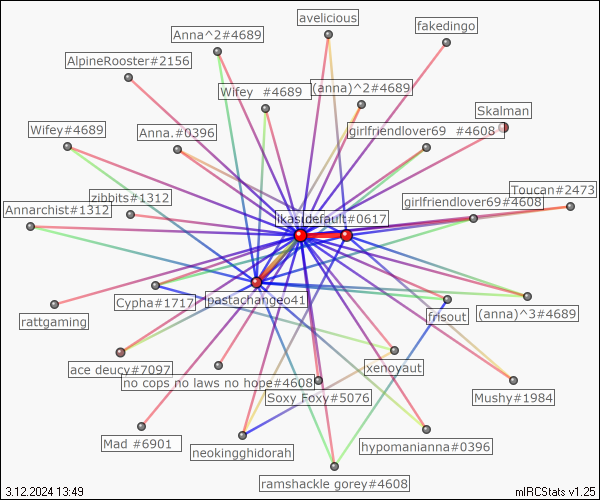 avelicious
fakedingo
Anna^2#4689
AlpineRooster#2156
Wifey #4689
(anna)^2#4689
Skalman
Wifey#4689
Anna.#0396
girlfriendlover69 #4608
Toucan#2473
zibbits#1312
girlfriendlover69#4608
Annarchist#1312
default#0617
Cypha#1717
pastachangeo41
frisout
(anna)^3#4689
rattgaming
ace deucy#7097
xenoyaut
no cops no laws no hope#4608
Soxy Foxy#5076
Mushy#1984
Mad #6901
neokingghidorah
hypomanianna#0396
ramshackle gorey#4608
3.12.2024 13:49
mIRCStats v1.25